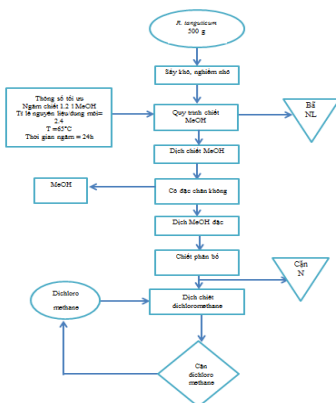 R. tanguticum
500 g
Sấy khô, nghiền nhỏ
Thông số tối ưu
Ngâm chiết 1.2 l MeOH
Tỉ lệ nguyên liệu/dung môi=
2.4
T =65°C
Thời gian ngâm = 24h
Quy trình chiết
MeOH
Bã
NL
Dịch chiết MeOH
MeOH
Cô đặc chân không
Dịch MeOH đặc
Chiết phân bố
Cặn
N
Dichloro
methane
Dịch chiết
dichloromethane
Cặn
dichloro
methane